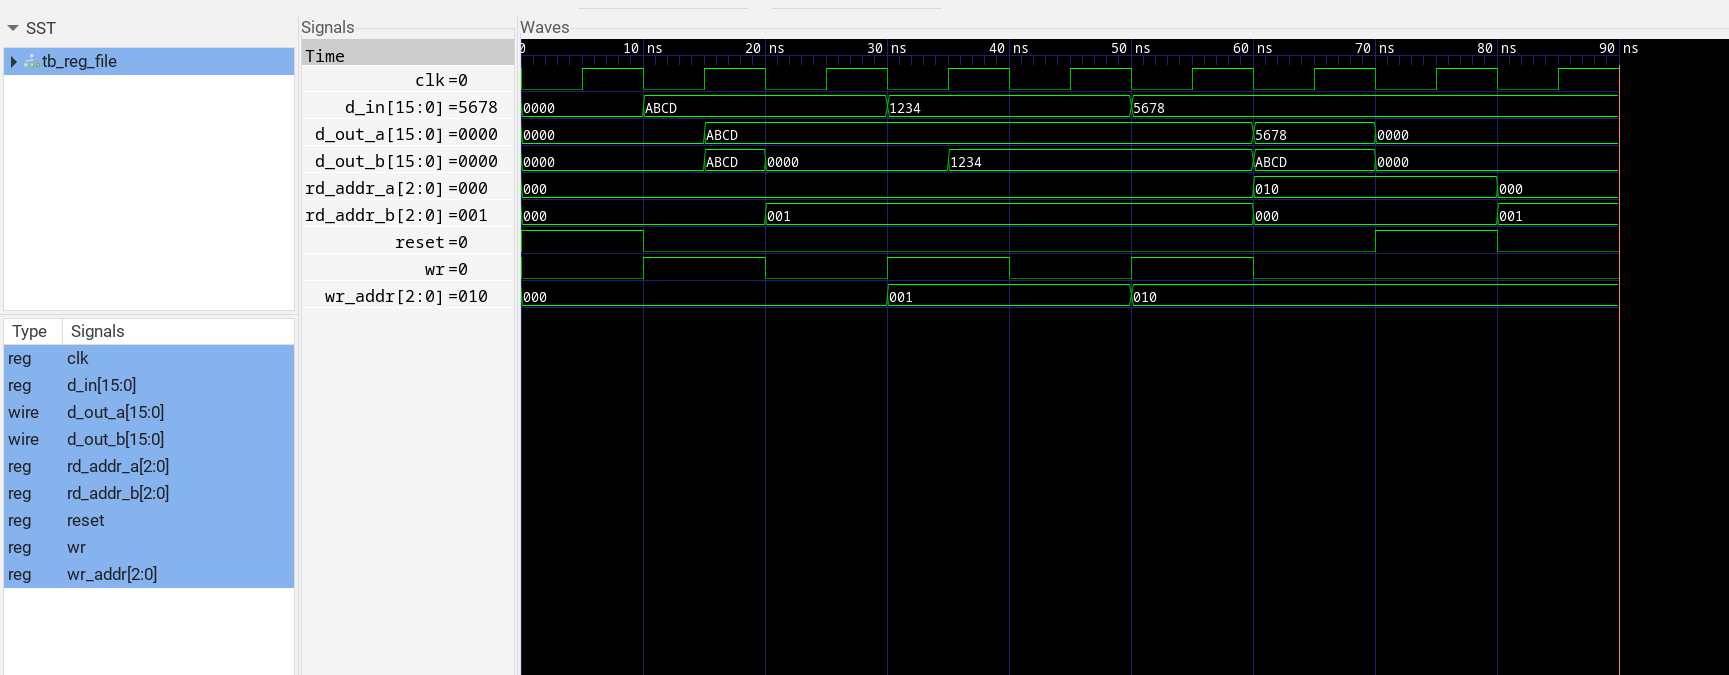 SST
tb_reg_file
Type Signals
reg clk
reg d_in[15:0]
wire d_out_a[15:0]
wire d_out_b[15:0]
reg rd_addr_a[2:0]
reg rd_addr_b[2:0]
reg reset
reg wr
reg wr_addr[2:0]
Signals
Time
clk=0
d_in[15:0]=5678
d_out_a[15:0]=0000
d_out_b[15:0]=0000
rd_addr_a[2:0]=000
rd_addr_b[2:0]=001
reset=0
wr=0
wr_addr[2:0]=010
Waves
0 10 ns 20 ns 30 ns 40 ns 50 ns 60 ns 70 ns 80 ns 90 ns
0000 ABCD 1234 5678
0000 ABCD 5678 0000
0000 ABCD 0000 1234 ABCD 0000
000 010 000
000 001 000 001
000 001 010